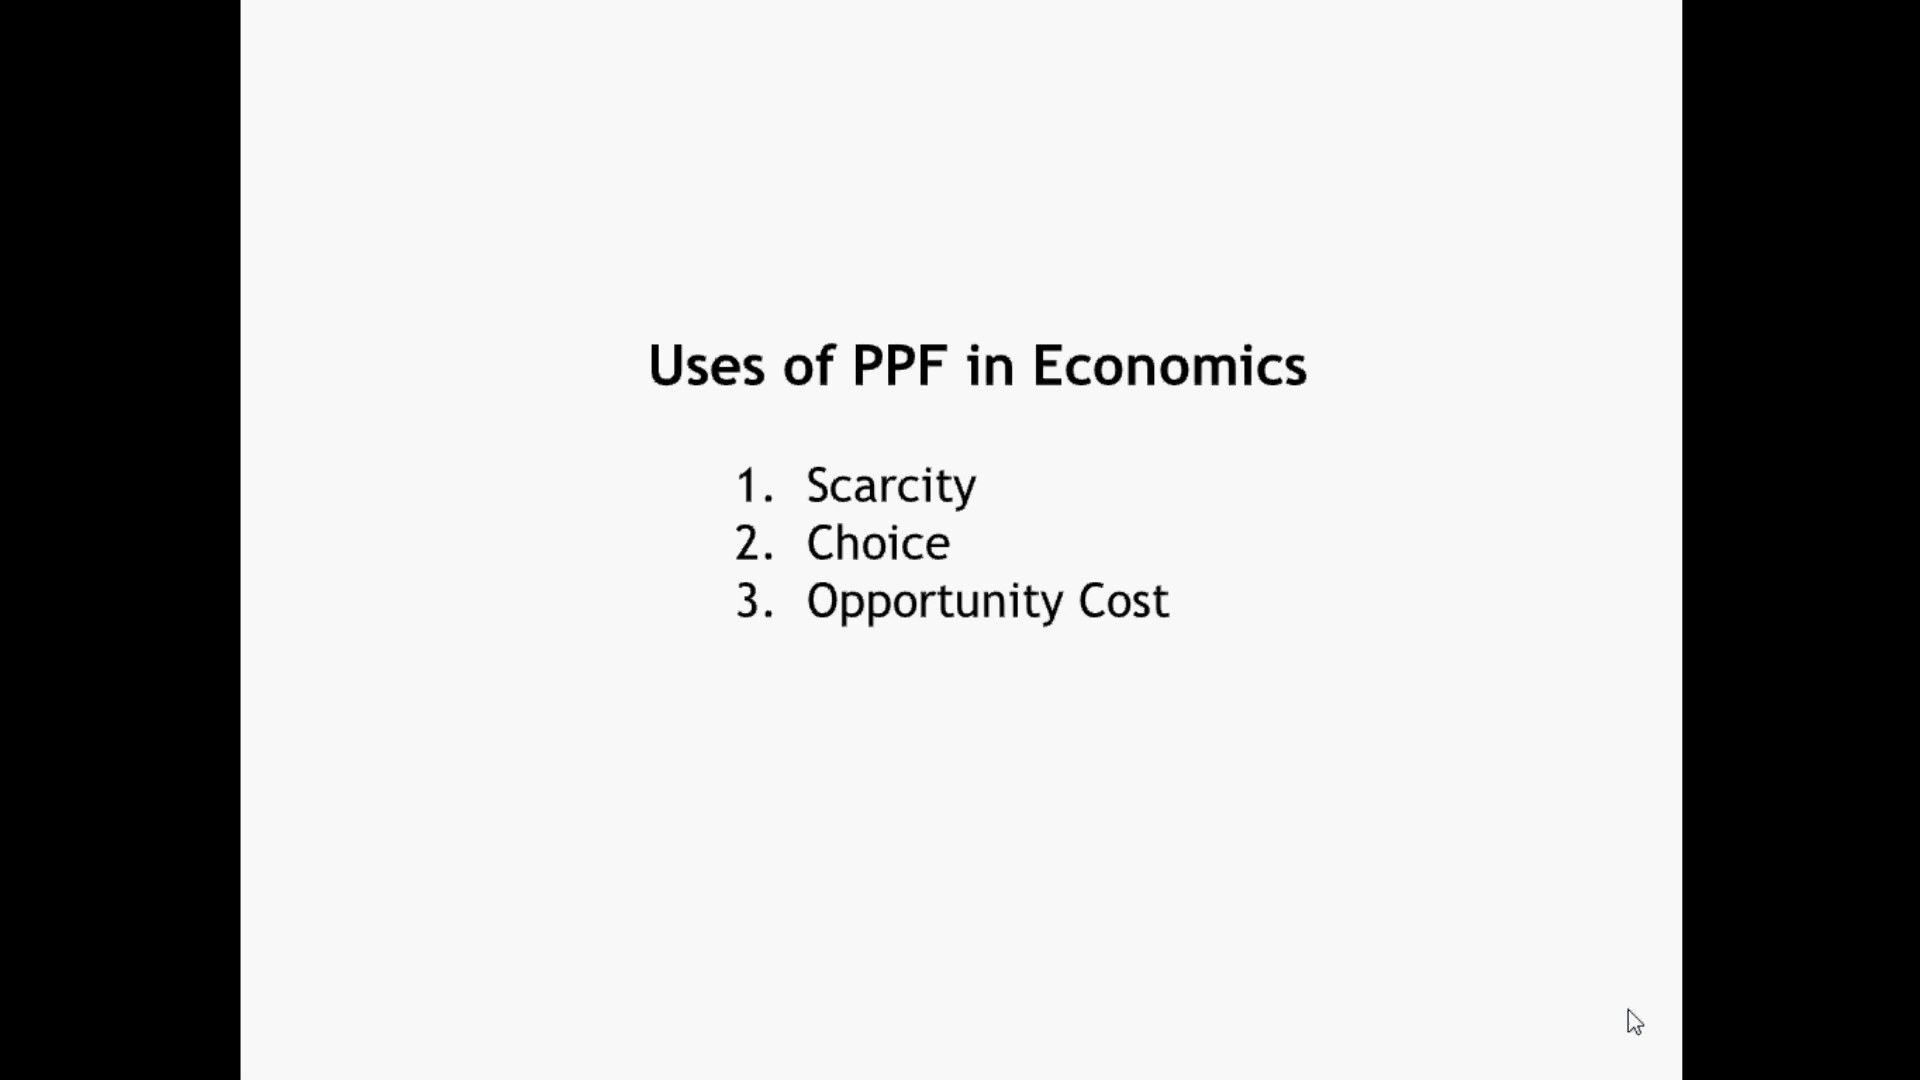 Uses of PPF in Economics
1. Scarcity
2. Choice
3. Opportunity Cost